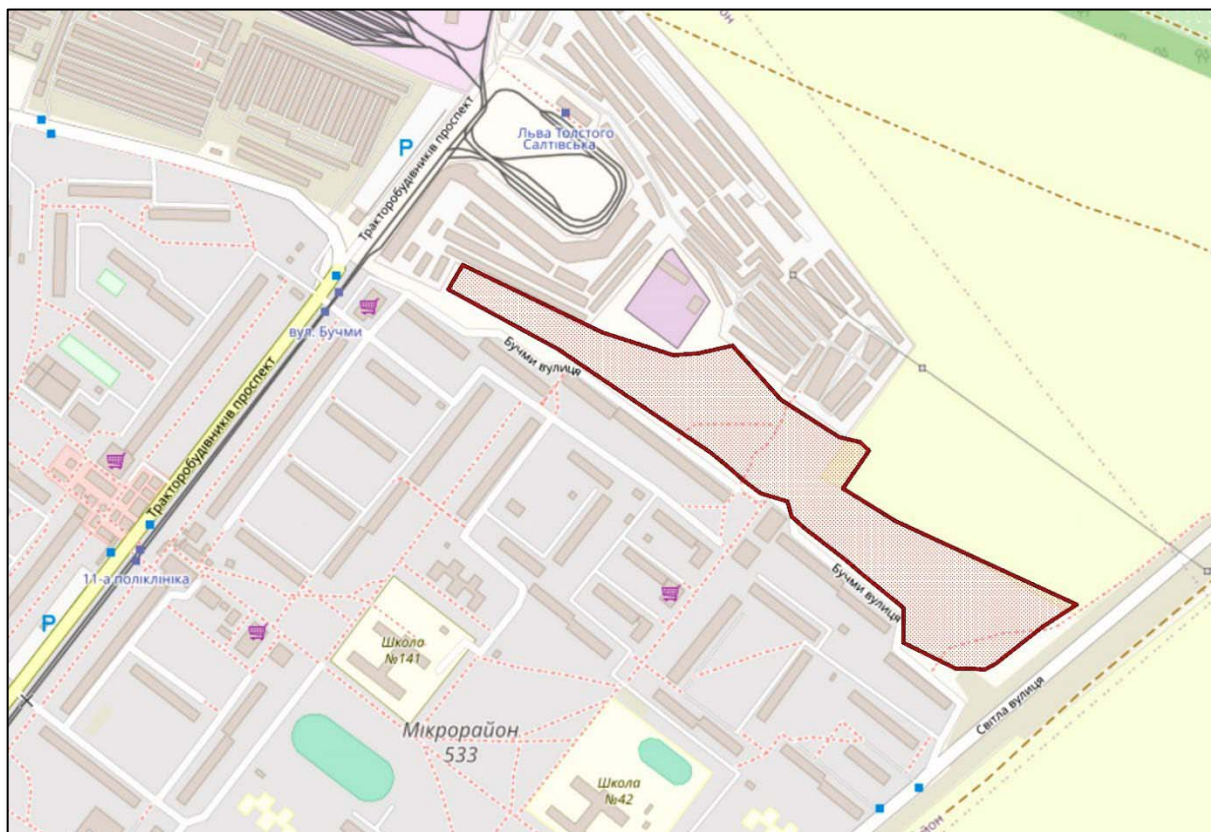 Тракторобудівників проспект
P
Льва Толстого
Салтівська
вул. Бучми
Бучми вулиця
Тракторобудівників проспект
11-а поліклініка
P
Бучми вулиця
Школа
№141
Мікрорайон
533
Світла вулиця
Школа
№42